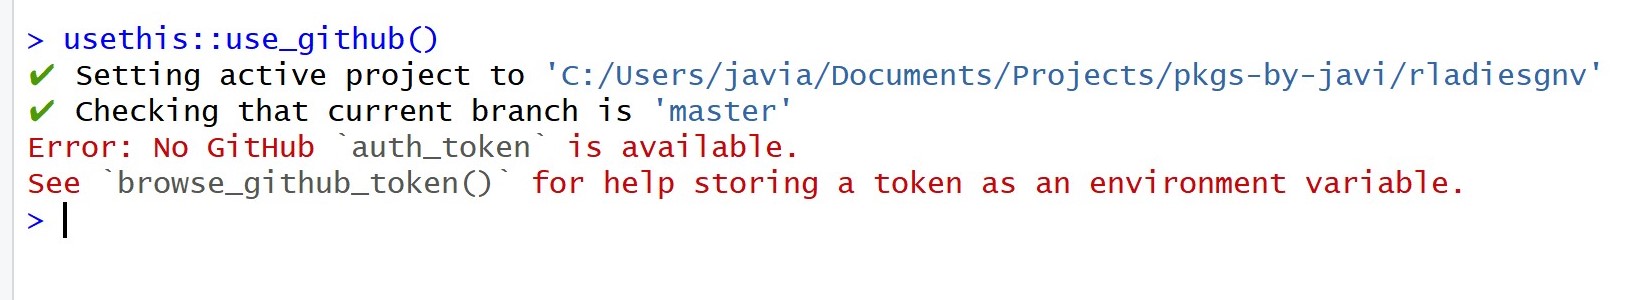 > usethis::use_github()
✔ Setting active project to 'C:/Users/javia/Documents/Projects/pkgs-by-javi/rladiesgnv'
✔ Checking that current branch is 'master'
Error: No GitHub `auth_token` is available.
See `browse_github_token()` for help storing a token as an environment variable.
>